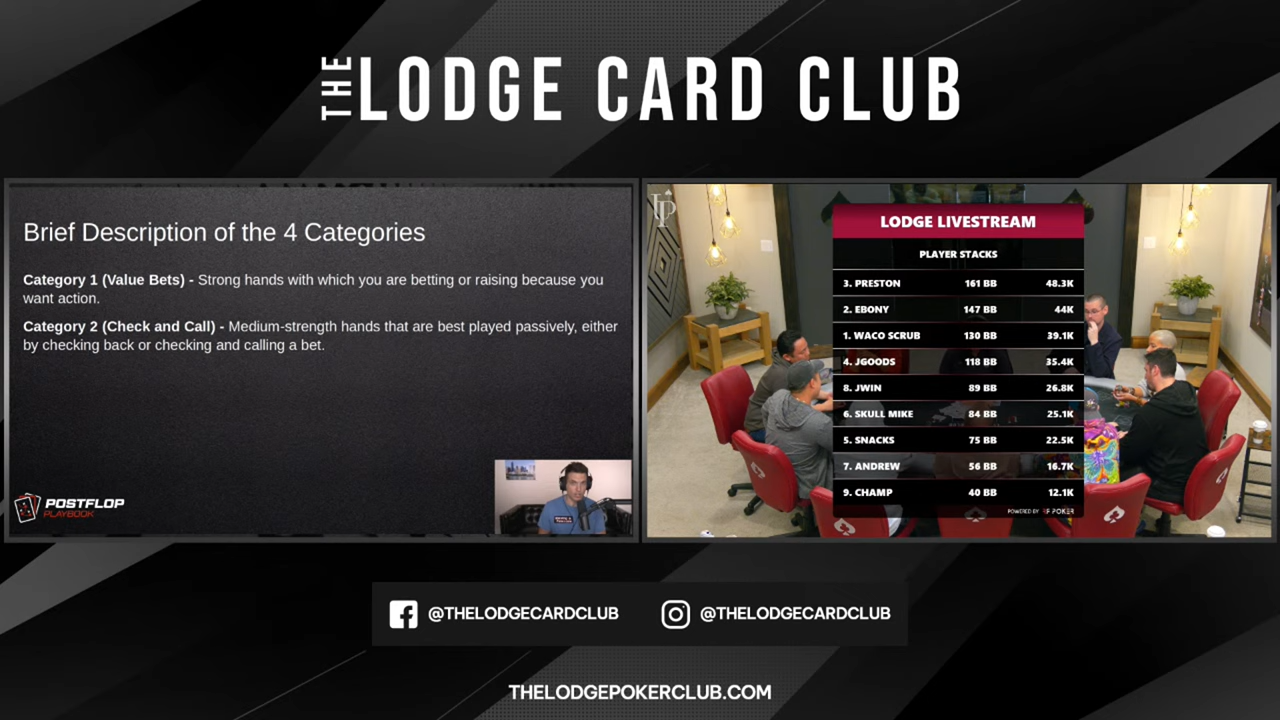 THE LODGE CARD CLUB
Brief Description of the 4 Categories
Category 1 (Value Bets) - Strong hands with which you are betting or raising because you
want action.
Category 2 (Check and Call) - Medium-strength hands that are best played passively, either
by checking back or checking and calling a bet.
POSTFLOP
PLAYBOOK
LP
LODGE LIVESTREAM
PLAYER STACKS
3. PRESTON 161 BB 48.3K
2. EBONY 147 BB 44K
1. WACO SCRUB 130 BB 39.1K
4. JGOODS 118 BB 35.4K
8. JWIN 89 BB 26.8K
6. SKULL MIKE 84 BB 25.1K
5. SNACKS 75 BB 22.5K
7. ANDREW 56 BB 16.7K
9. CHAMP 40 BB 12.1K
POWERED BY RF POKER
@THELODGECARDCLUB @THELODGECARDCLUB
THELODGEPOKERCLUB.COM